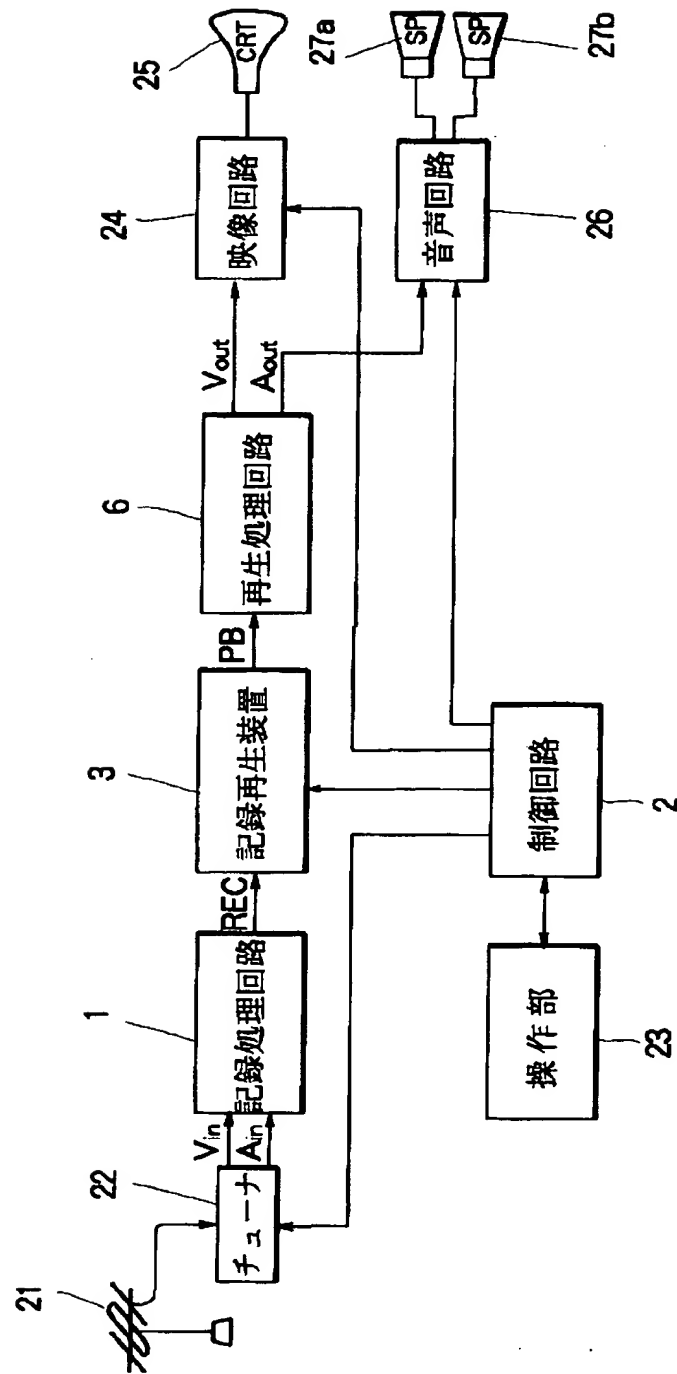 21
22
チューナ
Vin
Ain
1
記録処理回路
REC
3
記録再生装置
PB
6
再生処理回路
Vout
Aout
24
映像回路
25
CRT
27a
SP
SP
27b
音声回路
26
制御回路
2
操作部
23